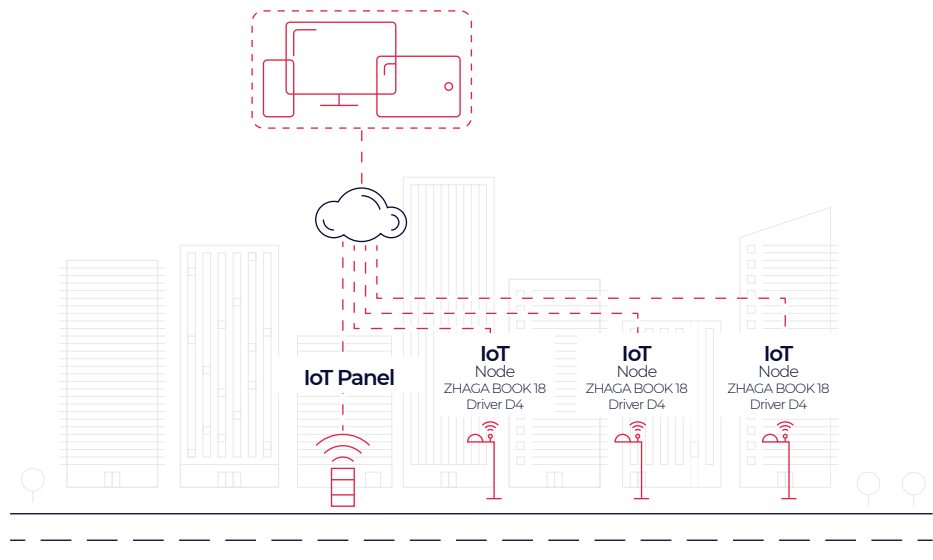 IoT Panel
IoT
Node
ZHAGA BOOK 18
Driver D4
IoT
Node
ZHAGA BOOK 18
Driver D4
IoT
Node
ZHAGA BOOK 18
Driver D4